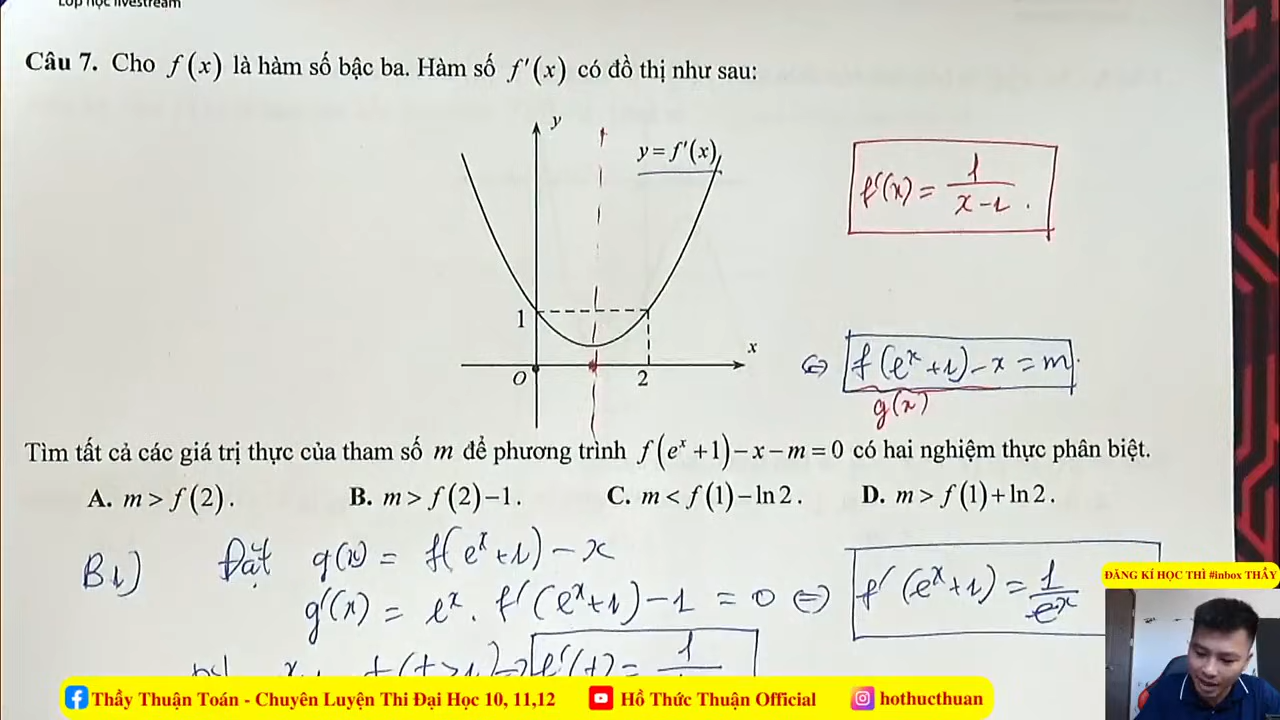 Lớp học livestream
Câu 7. Cho f(x) là hàm số bậc ba. Hàm số f'(x) có đồ thị như sau:
y
y = f'(x)
f'(x) = 1/(x-1).
1
x
O
2
⇔ f(e^x+1) - x = m
g(x)
Tìm tất cả các giá trị thực của tham số m để phương trình f(e^x+1)-x-m=0 có hai nghiệm thực phân biệt.
A. m > f(2). B. m > f(2)-1. C. m < f(1)-ln2. D. m > f(1)+ln2.
B1) Đặt g(x) = f(e^x+1) - x
g'(x) = e^x . f'(e^x+1) - 1 = 0 ⇔ f'(e^x+1) = 1/e^x
ĐĂNG KÍ HỌC THÌ #inbox THẦY
Thầy Thuận Toán - Chuyên Luyện Thi Đại Học 10, 11,12 Hồ Thức Thuận Official hothucthuan